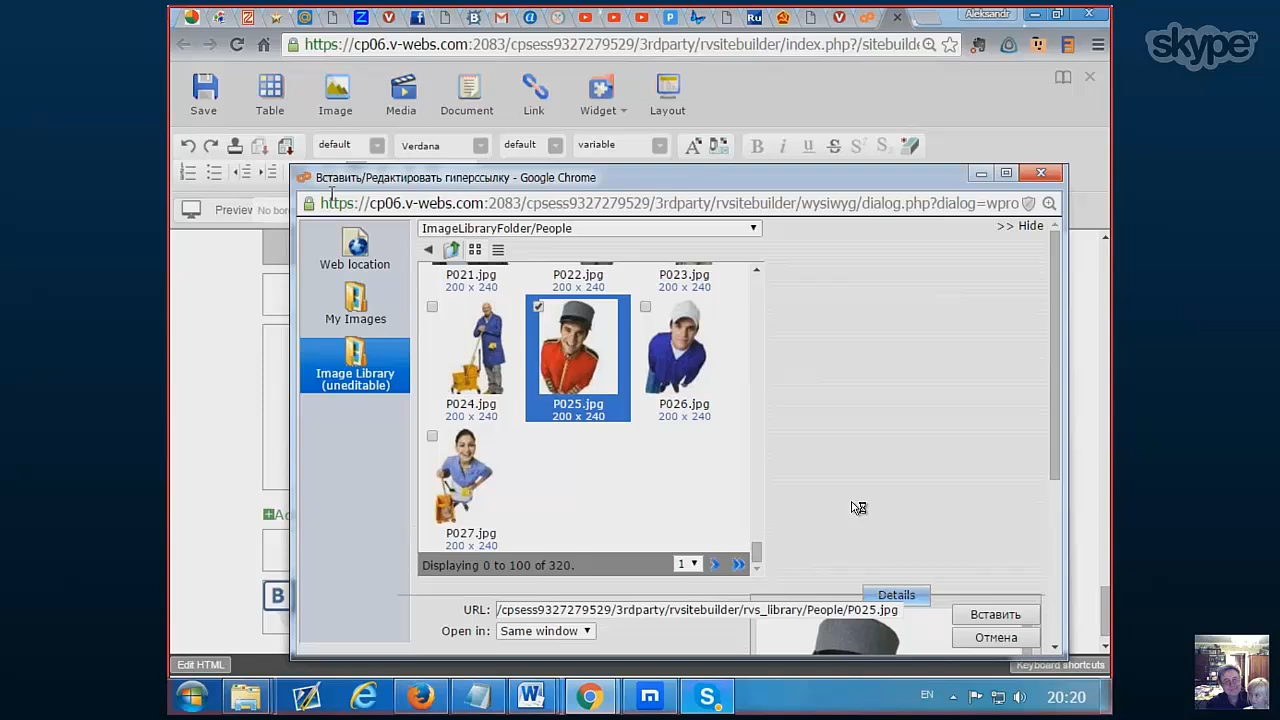 Aleksandr
skype™
https://cp06.v-webs.com:2083/cpsess9327279529/3rdparty/rvsitebuilder/index.php?/sitebuilde
Save
Table
Image
Media
Document
Link
Widget
Layout
default
Verdana
default
variable
Preview
No bor
Вставить/Редактировать гиперссылку - Google Chrome
https://cp06.v-webs.com:2083/cpsess9327279529/3rdparty/rvsitebuilder/wysiwyg/dialog.php?dialog=wpro
ImageLibraryFolder/People
>> Hide
Web location
My Images
Image Library
(uneditable)
P021.jpg
200 x 240
P022.jpg
200 x 240
P023.jpg
200 x 240
P024.jpg
200 x 240
P025.jpg
200 x 240
P026.jpg
200 x 240
P027.jpg
200 x 240
Displaying 0 to 100 of 320.
1
Details
URL: /cpsess9327279529/3rdparty/rvsitebuilder/rvs_library/People/P025.jpg
Вставить
Open in: Same window
Отмена
Edit HTML
Keyboard shortcuts
EN
20:20